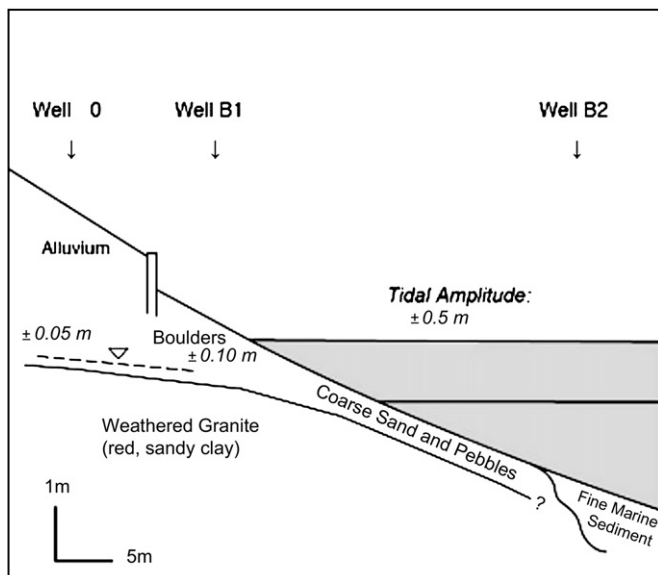 Well 0 Well B1 Well B2
↓ ↓ ↓
Alluvium
Tidal Amplitude:
± 0.5 m
± 0.05 m
Boulders
± 0.10 m
Coarse Sand and Pebbles
Weathered Granite
(red, sandy clay)
?
Fine Marine
Sediment
1m
5m